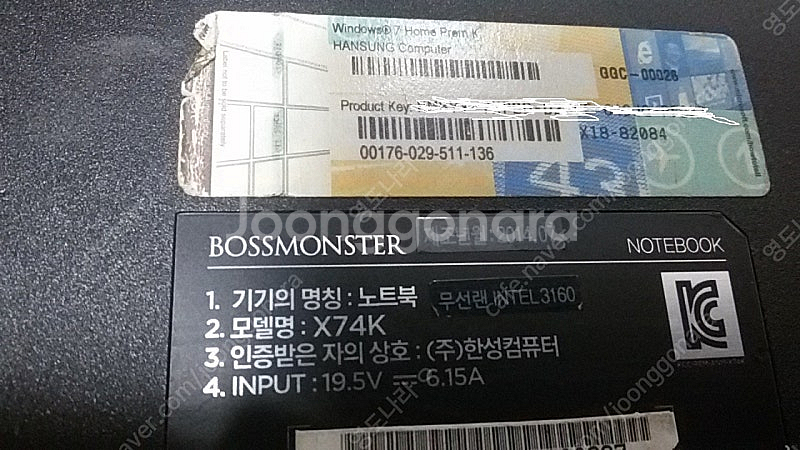 Windows® 7 Home Prem K
HANSUNG Computer
GGC-00026
Product Key:
X18-82084
00176-029-511-136
Joonggonara
BOSSMONSTER
NOTEBOOK
1. 기기의 명칭 : 노트북
무선랜 INTEL 3160
2. 모델명 : X74K
3. 인증받은 자의 상호 : (주)한성컴퓨터
4. INPUT : 19.5V ⎓ 6.15A